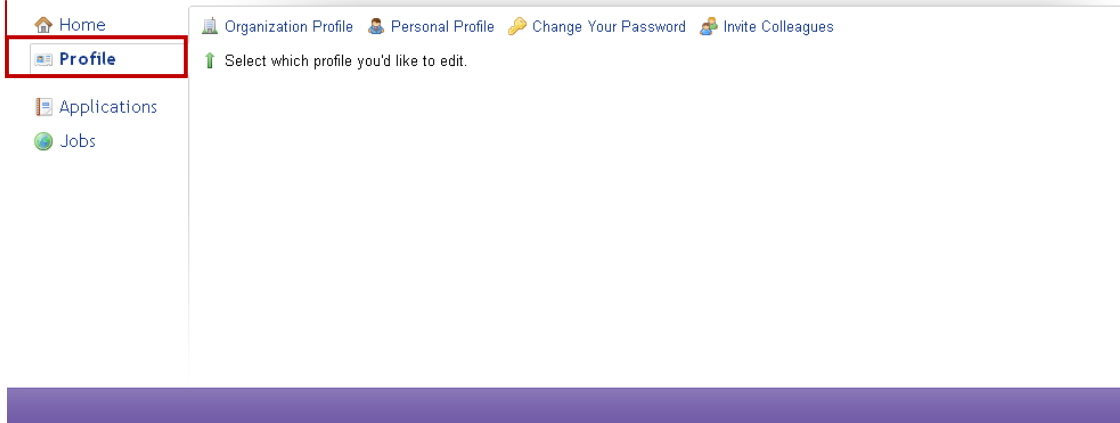 Home
Profile
Applications
Jobs
Organization Profile Personal Profile Change Your Password Invite Colleagues
Select which profile you'd like to edit.